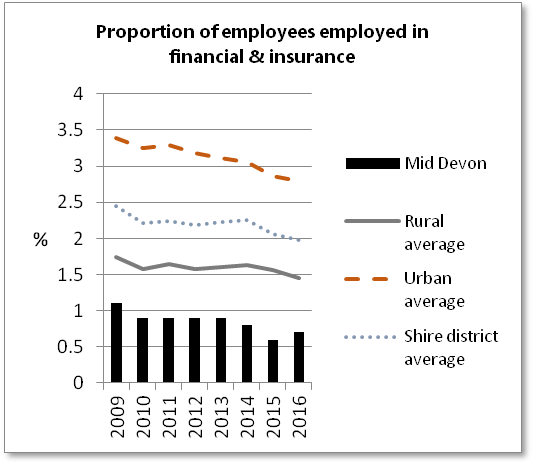 Proportion of employees employed in
financial & insurance
4
3.5
3
2.5
2
1.5
1
0.5
0
%
2009
2010
2011
2012
2013
2014
2015
2016
Mid Devon
Rural
average
Urban
average
Shire district
average